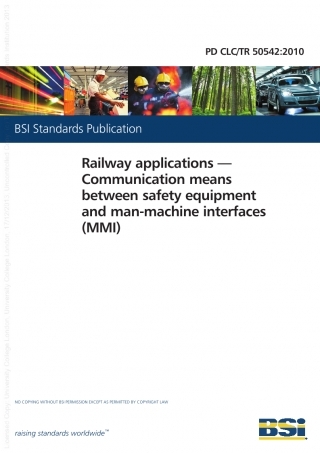 PD CLC/TR 50542:2010
BSI Standards Publication
Railway applications —
Communication means
between safety equipment
and man-machine interfaces
(MMI)
NO COPYING WITHOUT BSI PERMISSION EXCEPT AS PERMITTED BY COPYRIGHT LAW
raising standards worldwide™
BSi